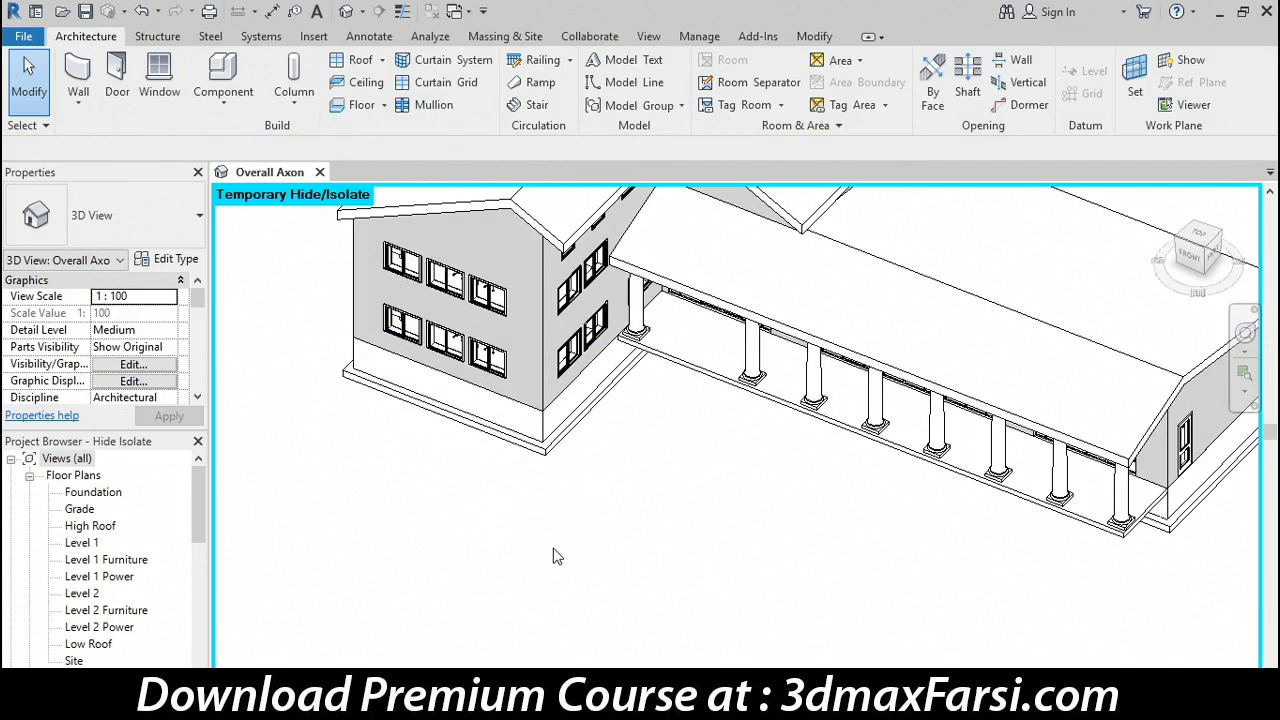 Sign In
File
Architecture
Structure
Steel
Systems
Insert
Annotate
Analyze
Massing & Site
Collaborate
View
Manage
Add-Ins
Modify
Modify
Wall
Door
Window
Component
Column
Roof
Ceiling
Floor
Curtain System
Curtain Grid
Mullion
Railing
Ramp
Stair
Model Text
Model Line
Model Group
Room
Room Separator
Tag Room
Area
Area Boundary
Tag Area
By Face
Shaft
Wall
Vertical
Dormer
Level
Grid
Set
Show
Ref Plane
Viewer
Select
Build
Circulation
Model
Room & Area
Opening
Datum
Work Plane
Properties
Overall Axon
Temporary Hide/Isolate
3D View
3D View: Overall Axo
Edit Type
Graphics
View Scale 1 : 100
Scale Value 1: 100
Detail Level Medium
Parts Visibility Show Original
Visibility/Grap... Edit...
Graphic Displ... Edit...
Discipline Architectural
Properties help
Apply
Project Browser - Hide Isolate
Views (all)
Floor Plans
Foundation
Grade
High Roof
Level 1
Level 1 Furniture
Level 1 Power
Level 2
Level 2 Furniture
Level 2 Power
Low Roof
Site
TOP
FRONT
Download Premium Course at : 3dmaxFarsi.com